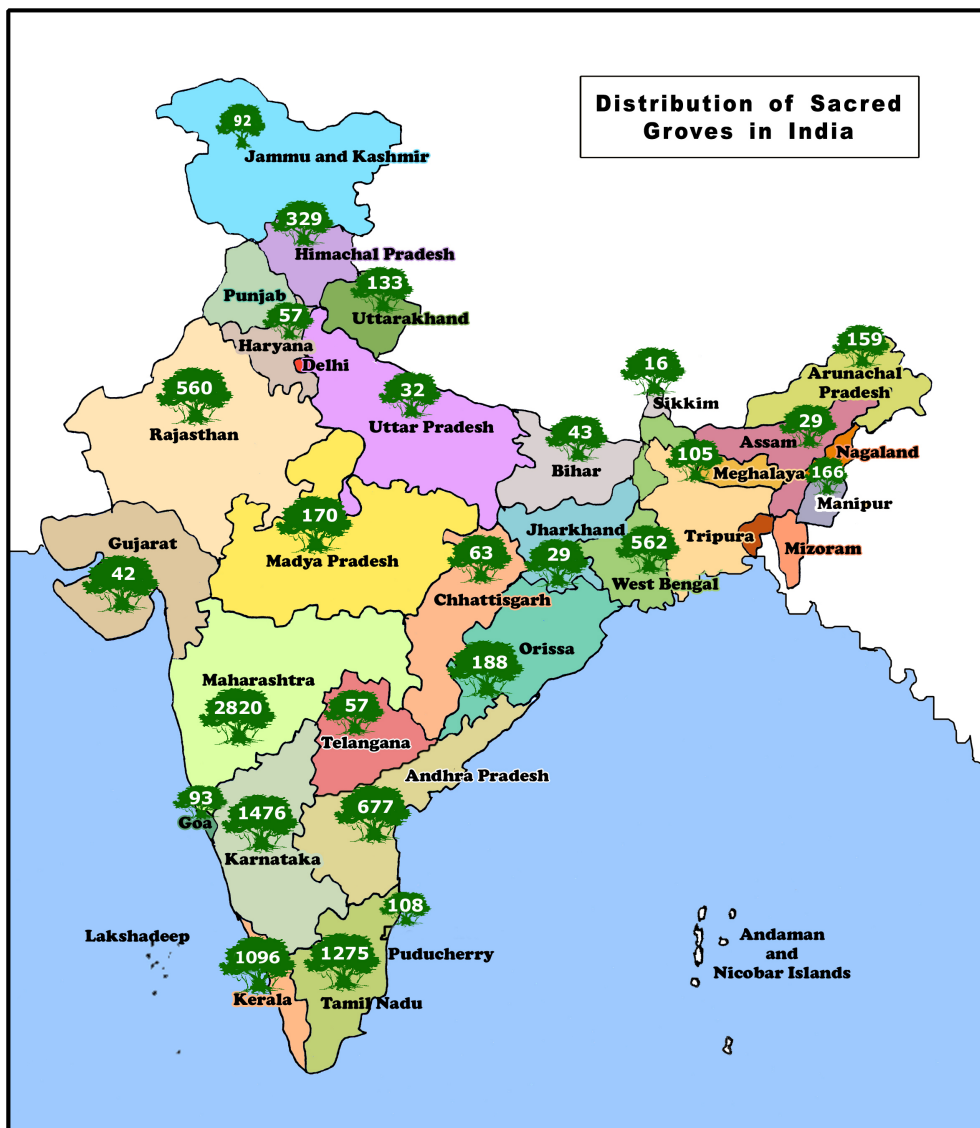 Distribution of Sacred
Groves in India
92
Jammu and Kashmir
329
Himachal Pradesh
133
Uttarakhand
Punjab
57
Haryana
Delhi
560
Rajasthan
32
Uttar Pradesh
16
Sikkim
159
Arunachal
Pradesh
29
Assam
Nagaland
43
Bihar
105
Meghalaya
166
Manipur
170
Madya Pradesh
Jharkhand
29
562
West Bengal
Tripura
Mizoram
Gujarat
42
63
Chhattisgarh
188
Orissa
Maharashtra
2820
57
Telangana
Andhra Pradesh
677
93
Goa
1476
Karnataka
108
Puducherry
Lakshadeep
1096
Kerala
1275
Tamil Nadu
Andaman
and
Nicobar Islands